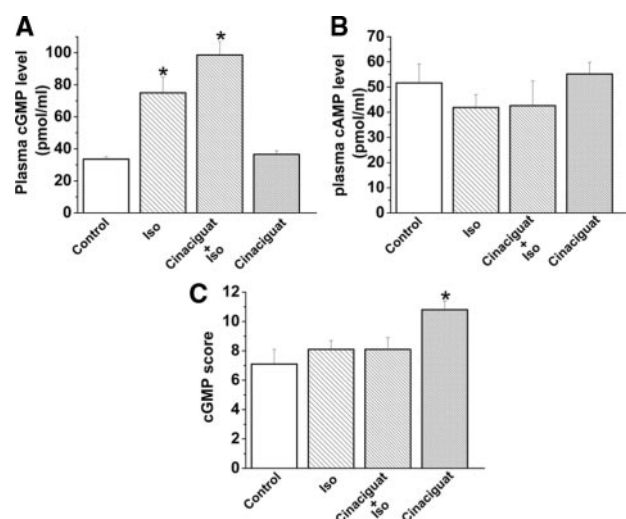 A
Plasma cGMP level
(pmol/ml)
100
80
60
40
20
0
*
*
Control
Iso
Cinaciguat
+
Iso
Cinaciguat
B
plasma cAMP level
(pmol/ml)
70
60
50
40
30
20
10
0
Control
Iso
Cinaciguat
+
Iso
Cinaciguat
C
cGMP score
12
10
8
6
4
2
0
*
Control
Iso
Cinaciguat
+
Iso
Cinaciguat